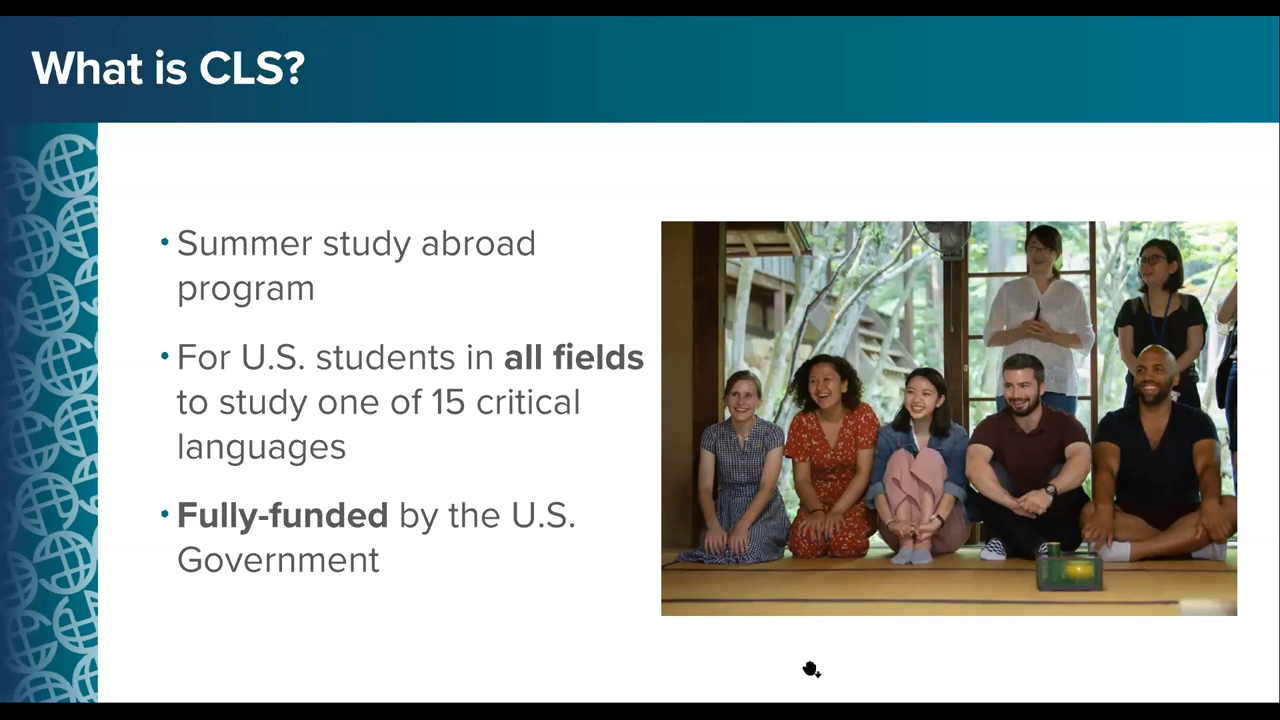 What is CLS?
• Summer study abroad
program
• For U.S. students in all fields
to study one of 15 critical
languages
• Fully-funded by the U.S.
Government